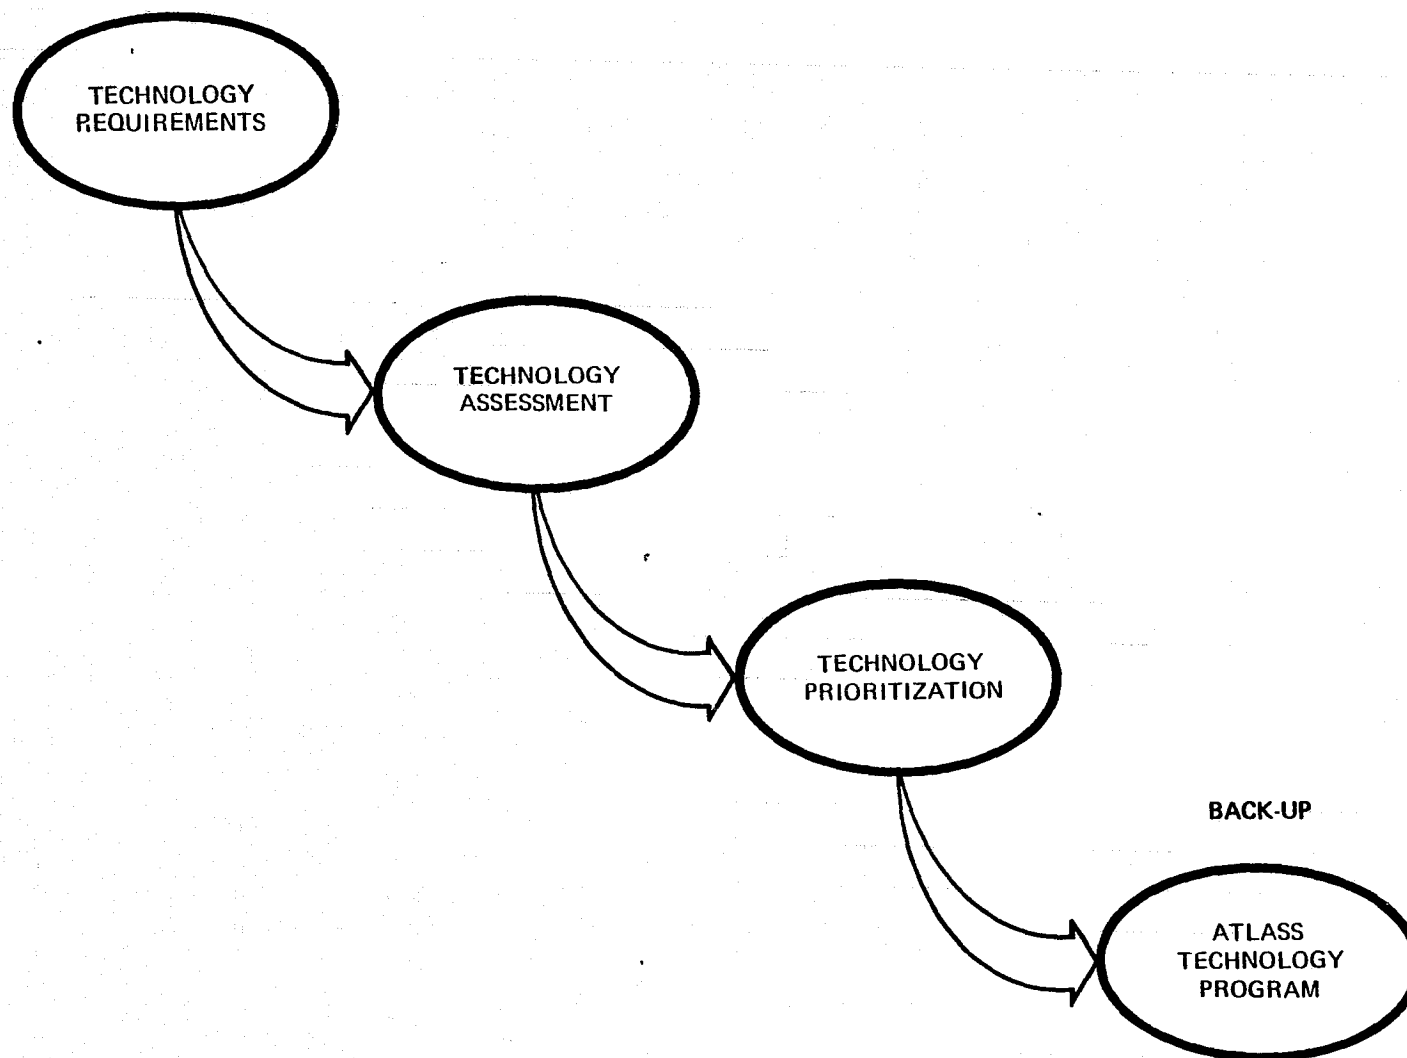 TECHNOLOGY
REQUIREMENTS
TECHNOLOGY
ASSESSMENT
TECHNOLOGY
PRIORITIZATION
BACK-UP
ATLASS
TECHNOLOGY
PROGRAM